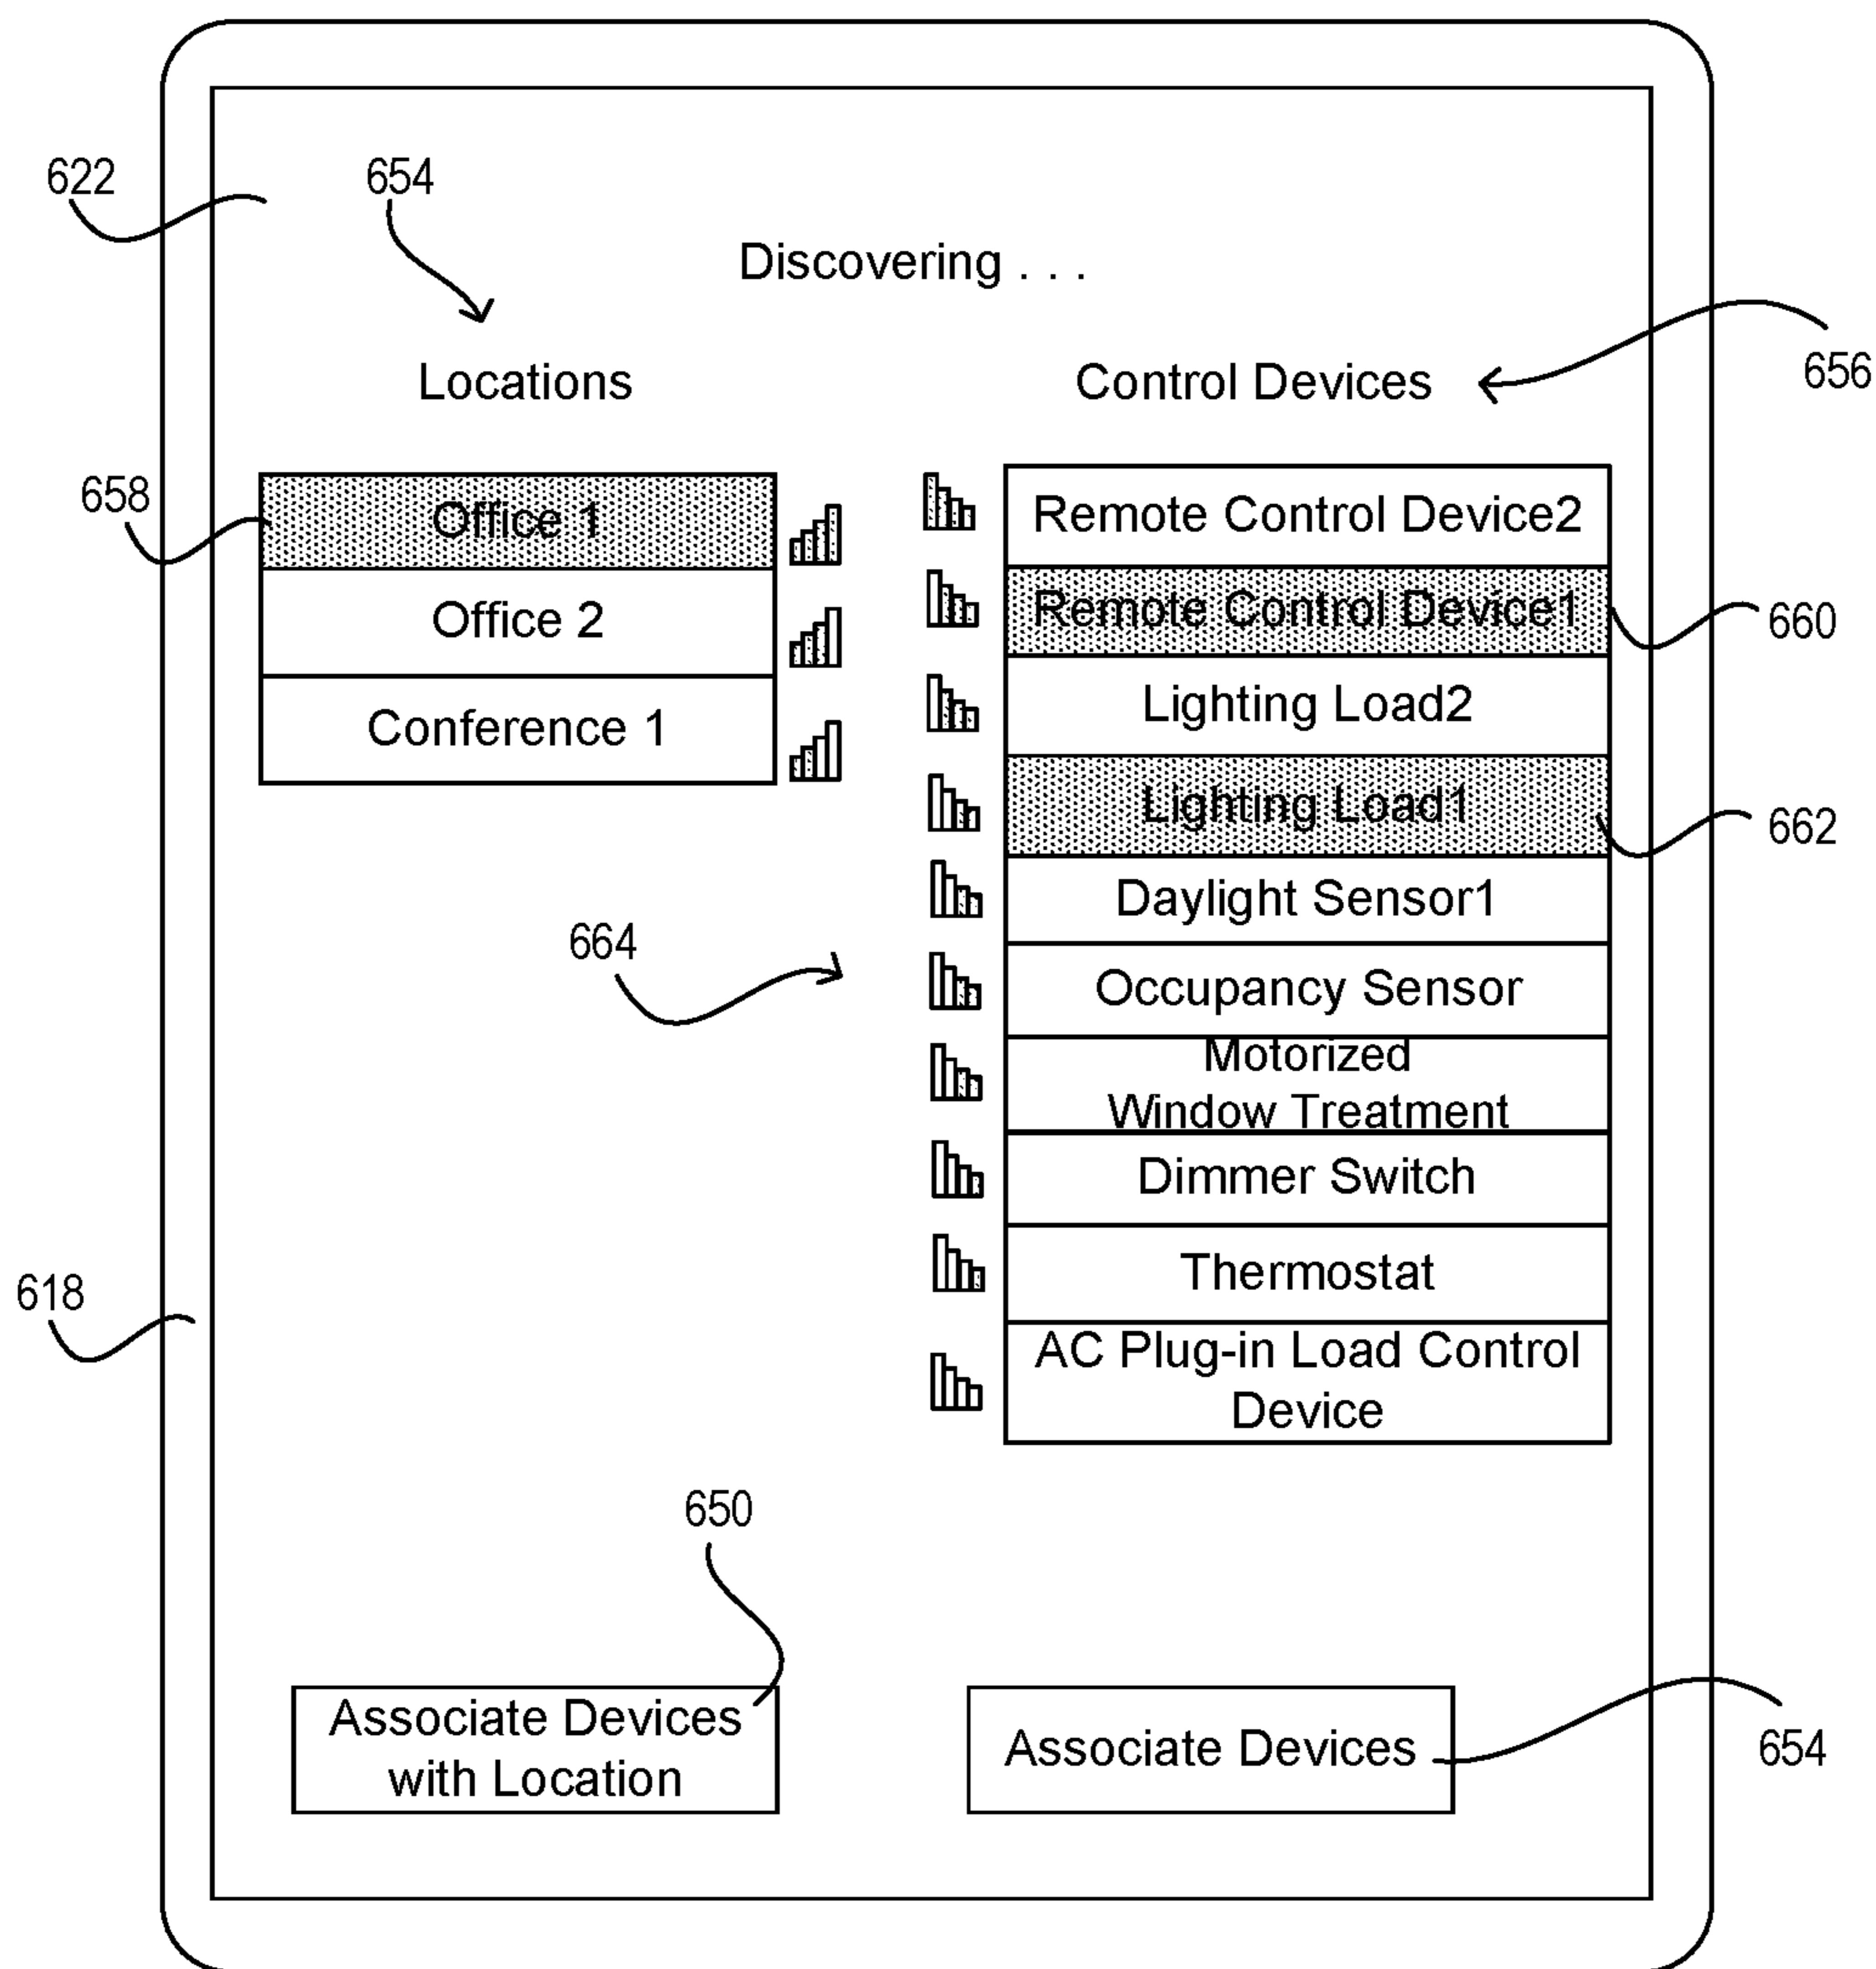 622
654
Discovering . . .
Locations
Control Devices
656
658
Office 1
Office 2
Conference 1
Remote Control Device2
Remote Control Device1
660
Lighting Load2
Lighting Load1
662
Daylight Sensor1
664
Occupancy Sensor
Motorized
Window Treatment
Dimmer Switch
Thermostat
618
AC Plug-in Load Control
Device
650
Associate Devices
with Location
Associate Devices
654